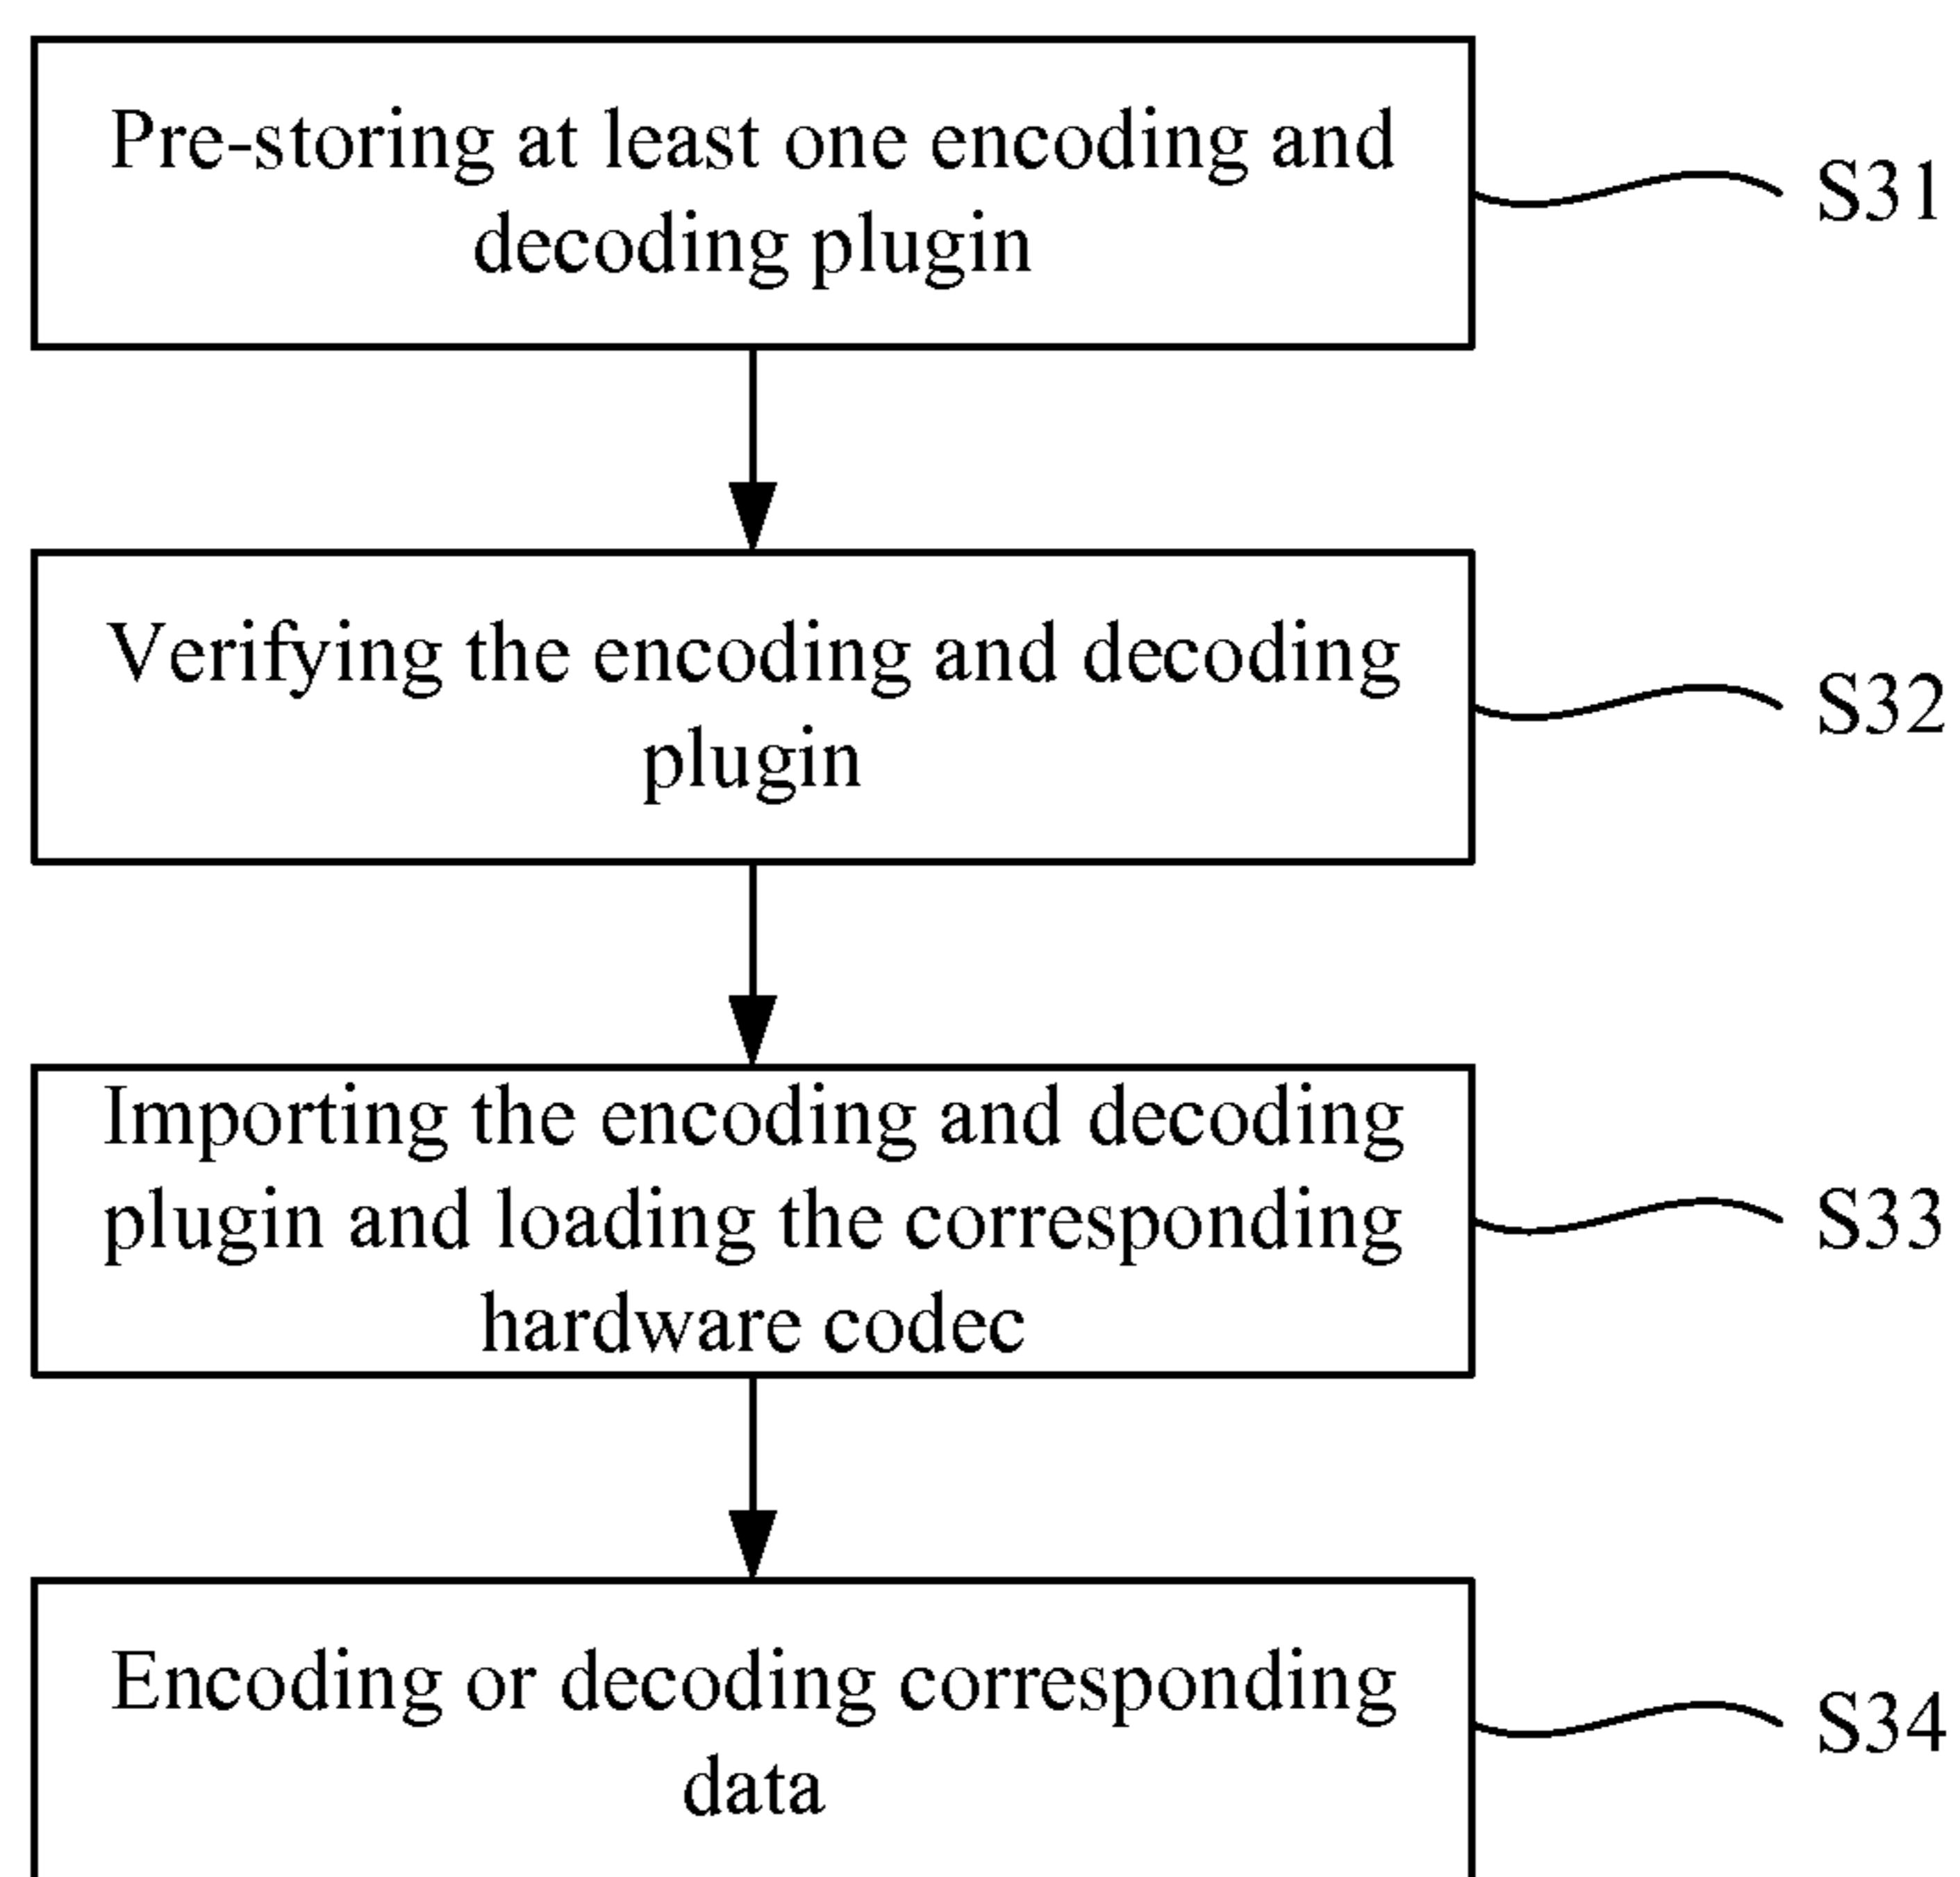 Pre-storing at least one encoding and
decoding plugin
S31
Verifying the encoding and decoding
plugin
S32
Importing the encoding and decoding
plugin and loading the corresponding
hardware codec
S33
Encoding or decoding corresponding
data
S34